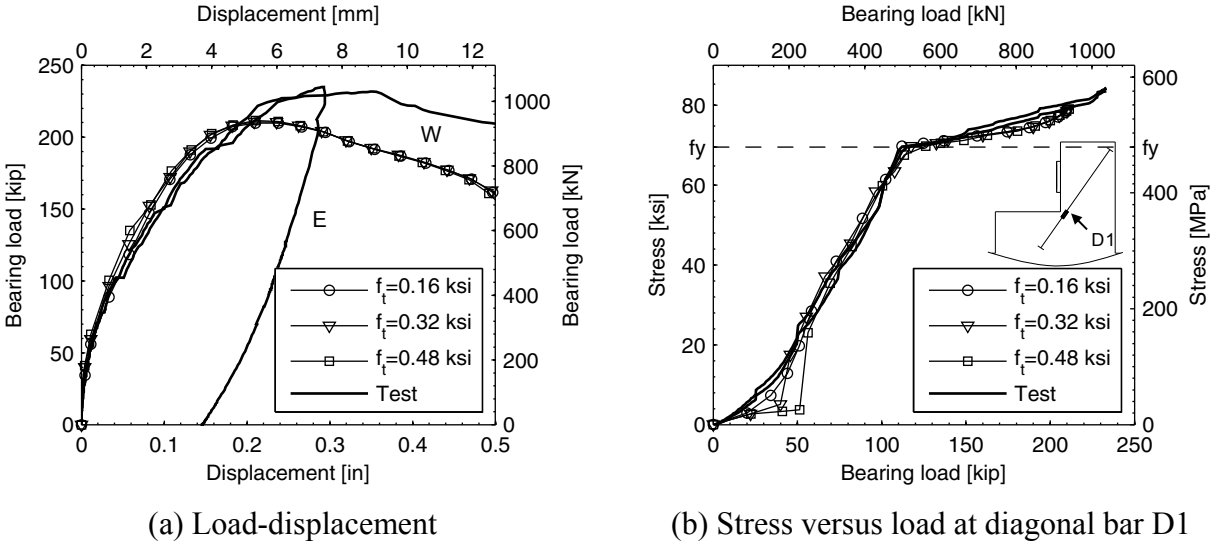 Displacement [mm]
0 2 4 6 8 10 12
250
200
150
100
50
0
Bearing load [kip]
1000
800
600
400
200
0
Bearing load [kN]
W
E
f_t=0.16 ksi
f_t=0.32 ksi
f_t=0.48 ksi
Test
0 0.1 0.2 0.3 0.4 0.5
Displacement [in]
(a) Load-displacement
Bearing load [kN]
0 200 400 600 800 1000
80
fy
60
40
20
0
Stress [ksi]
600
fy
400
200
0
Stress [MPa]
D1
f_t=0.16 ksi
f_t=0.32 ksi
f_t=0.48 ksi
Test
0 50 100 150 200 250
Bearing load [kip]
(b) Stress versus load at diagonal bar D1